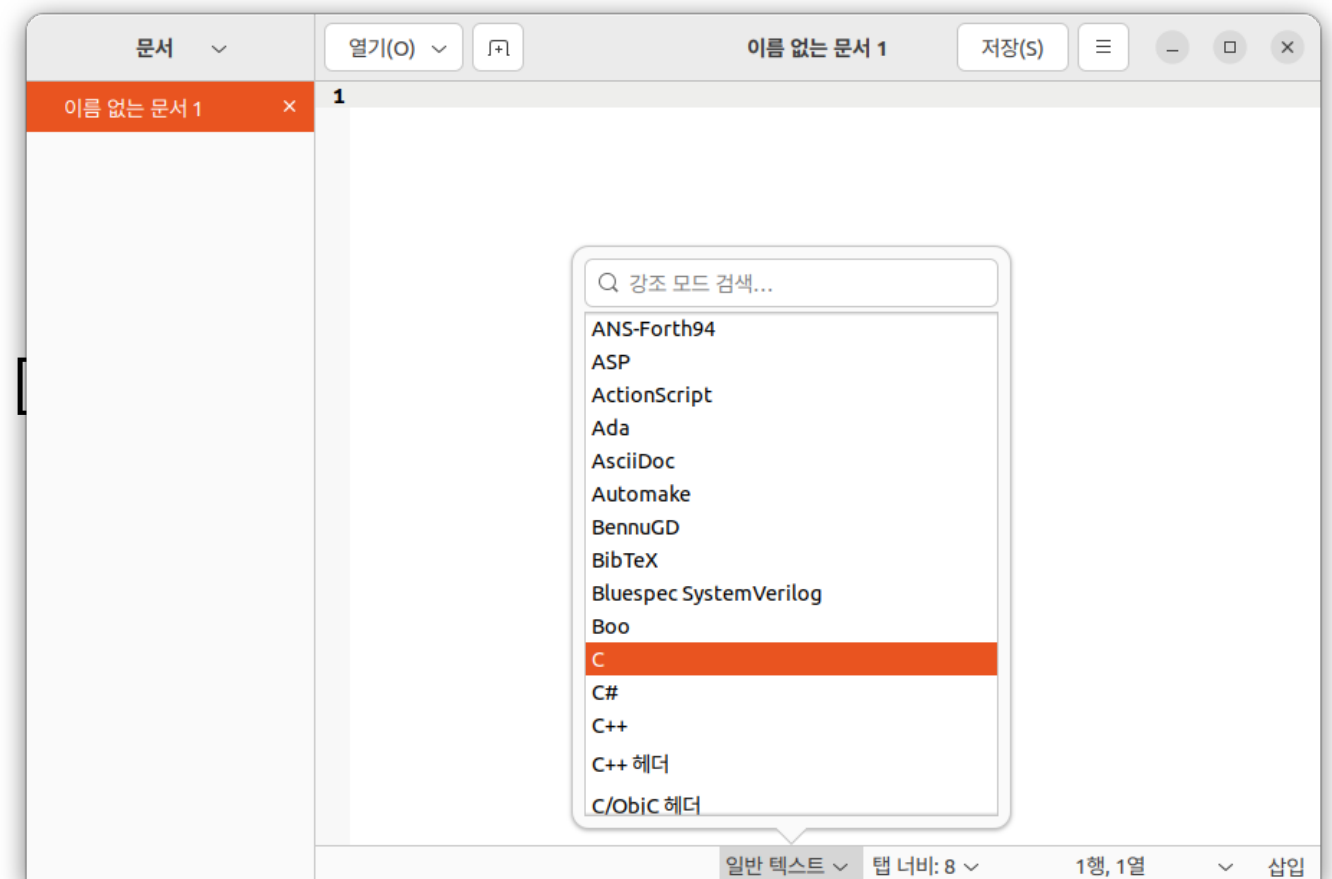 문서
열기(O)
이름 없는 문서 1
저장(S)
이름 없는 문서 1
1
강조 모드 검색...
ANS-Forth94
ASP
ActionScript
Ada
AsciiDoc
Automake
BennuGD
BibTeX
Bluespec SystemVerilog
Boo
C
C#
C++
C++ 헤더
C/ObjC 헤더
일반 텍스트
탭 너비: 8
1행, 1열
삽입